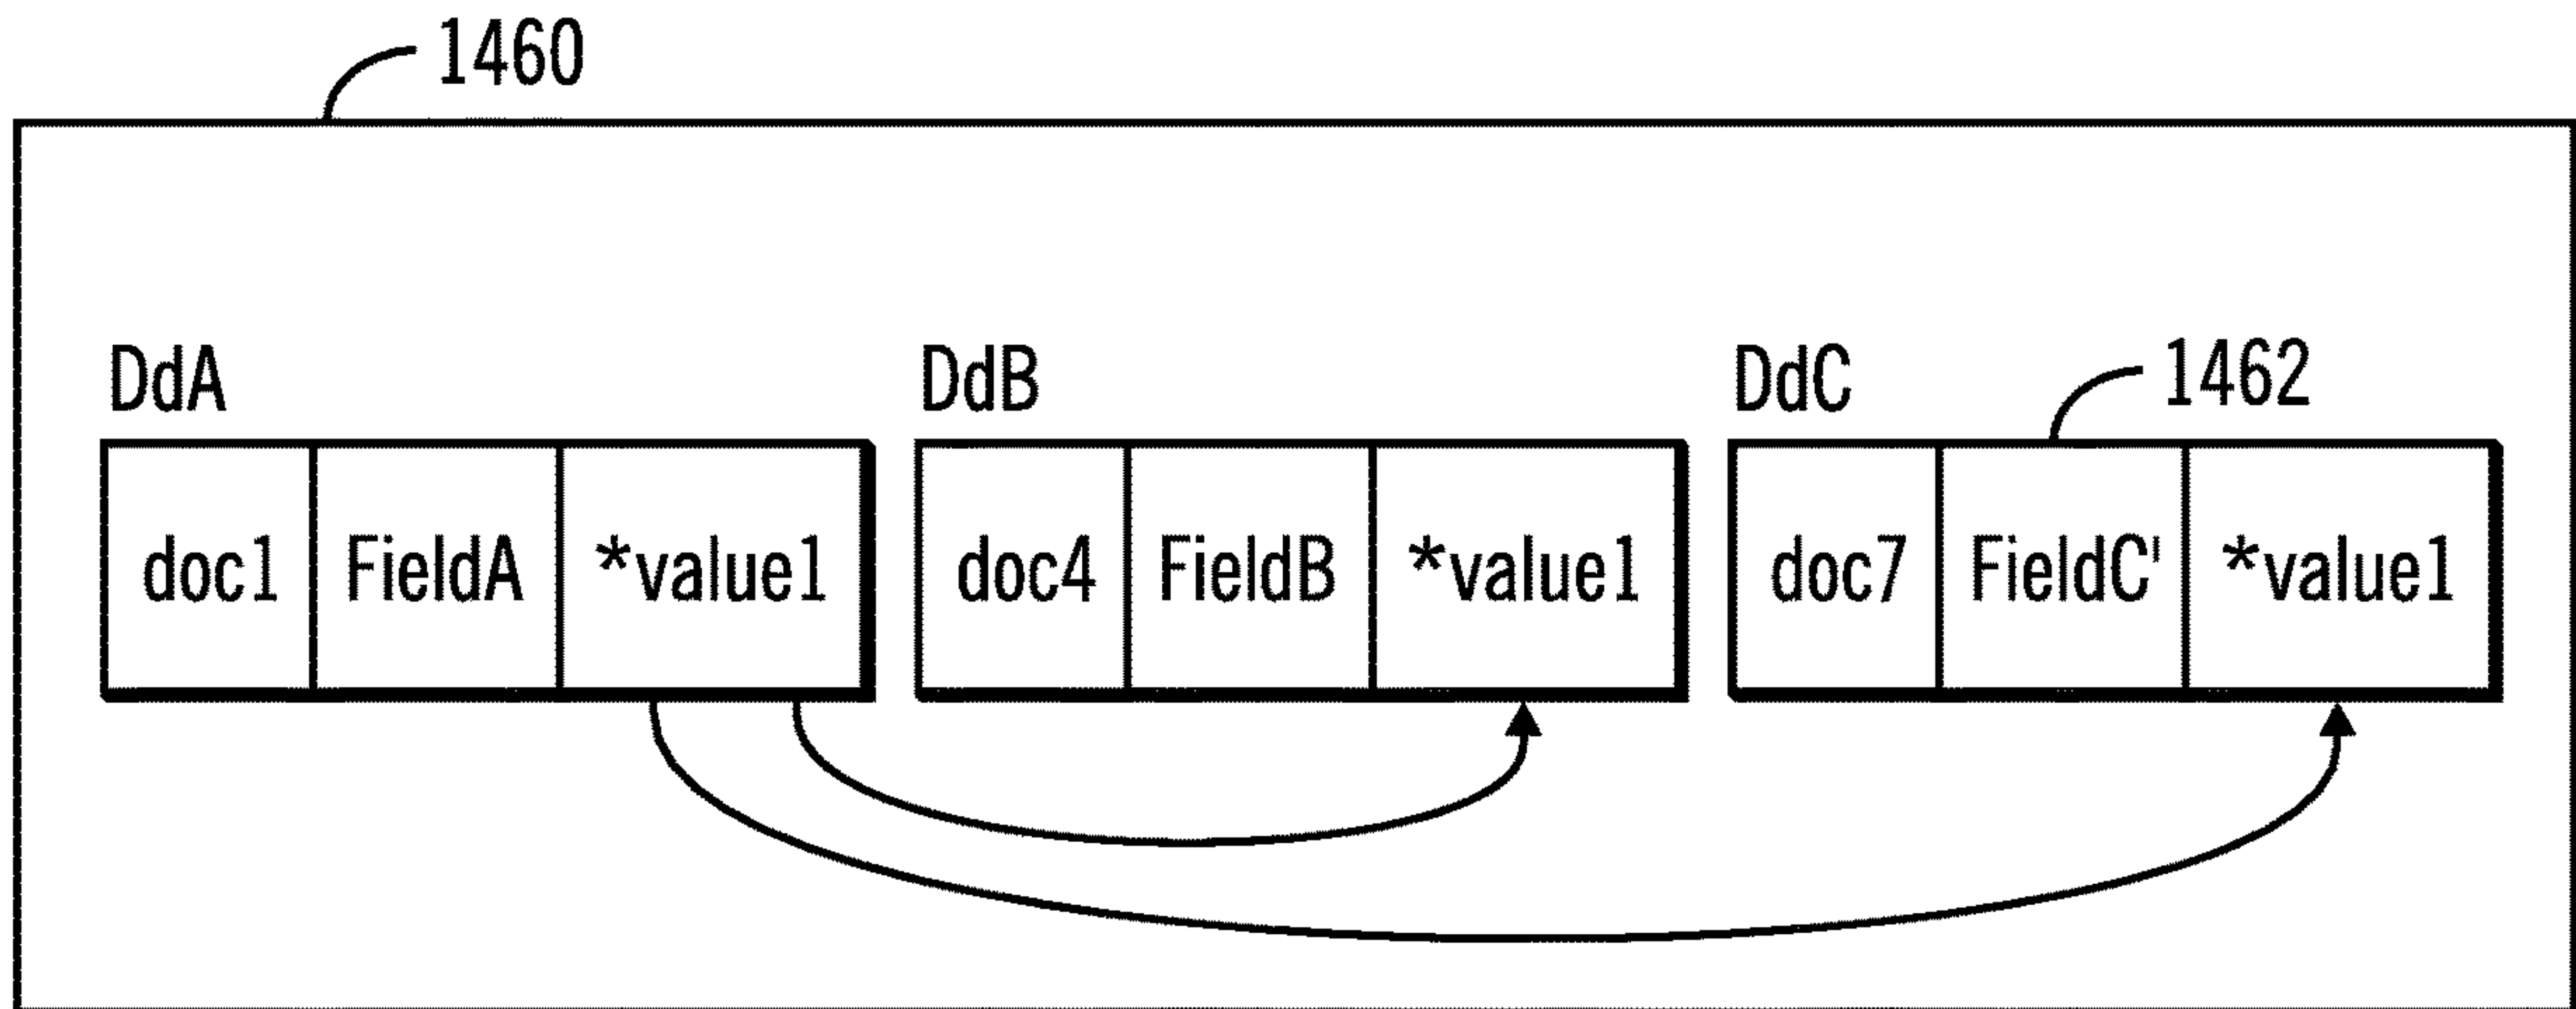 1460
DdA DdB DdC 1462
doc1 FieldA *value1 doc4 FieldB *value1 doc7 FieldC' *value1